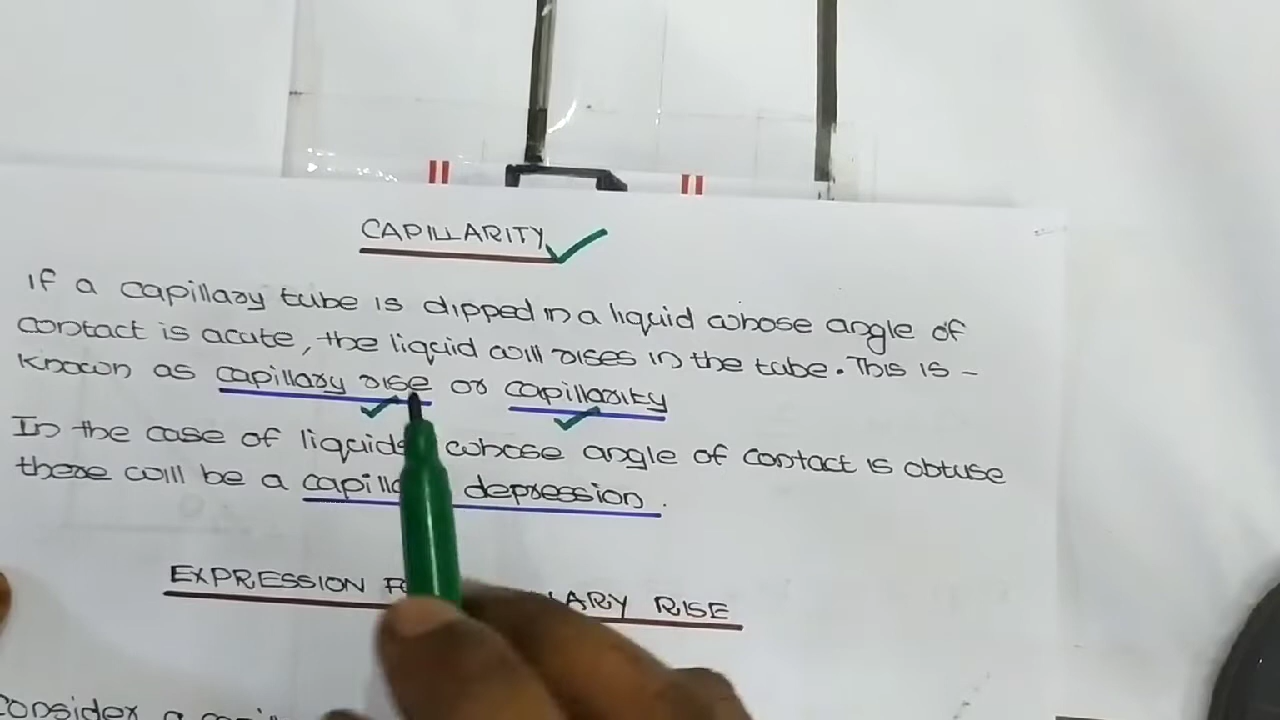 CAPILLARITY
If a capillary tube is dipped in a liquid whose angle of
contact is acute, the liquid will rises in the tube. This is -
known as capillary rise or capillarity
In the case of liquids whose angle of contact is obtuse
there will be a depression.
EXPRESSION RISE
Consider a